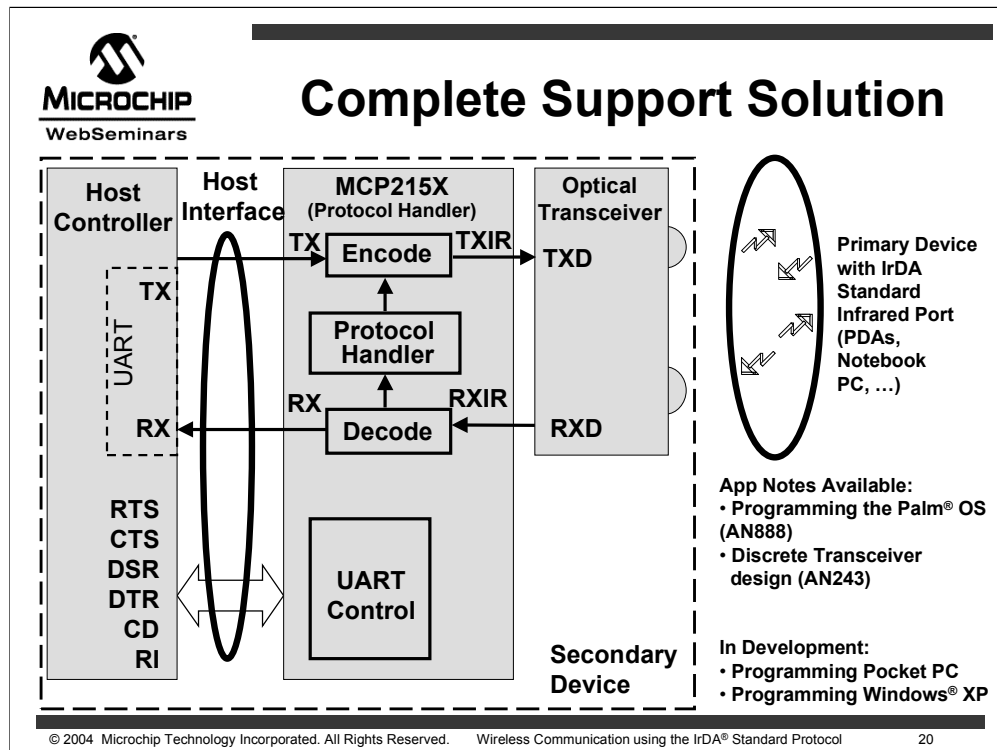 MICROCHIP
WebSeminars
Complete Support Solution
Host
Controller
Host
Interface
MCP215X
(Protocol Handler)
Optical
Transceiver
TX
Encode
TXIR
TXD
TX
UART
Protocol
Handler
RX
RX
Decode
RXIR
RXD
RTS
CTS
DSR
DTR
CD
RI
UART
Control
Secondary
Device
Primary Device
with IrDA
Standard
Infrared Port
(PDAs,
Notebook
PC, …)
App Notes Available:
• Programming the Palm® OS
(AN888)
• Discrete Transceiver
design (AN243)
In Development:
• Programming Pocket PC
• Programming Windows® XP
© 2004 Microchip Technology Incorporated. All Rights Reserved. Wireless Communication using the IrDA® Standard Protocol 20